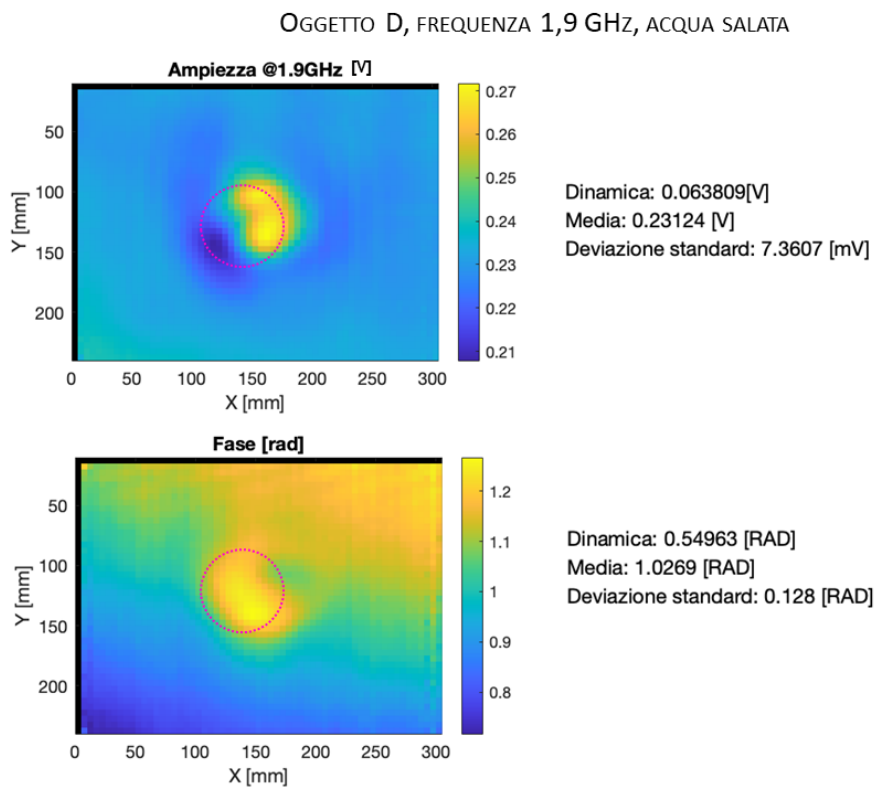 OGGETTO D, FREQUENZA 1,9 GHZ, ACQUA SALATA
Ampiezza @1.9GHz [V]
50
100
150
200
Y [mm]
0 50 100 150 200 250 300
X [mm]
0.27
0.26
0.25
0.24
0.23
0.22
0.21
Dinamica: 0.063809[V]
Media: 0.23124 [V]
Deviazione standard: 7.3607 [mV]
Fase [rad]
50
100
150
200
Y [mm]
0 50 100 150 200 250 300
X [mm]
1.2
1.1
1
0.9
0.8
Dinamica: 0.54963 [RAD]
Media: 1.0269 [RAD]
Deviazione standard: 0.128 [RAD]